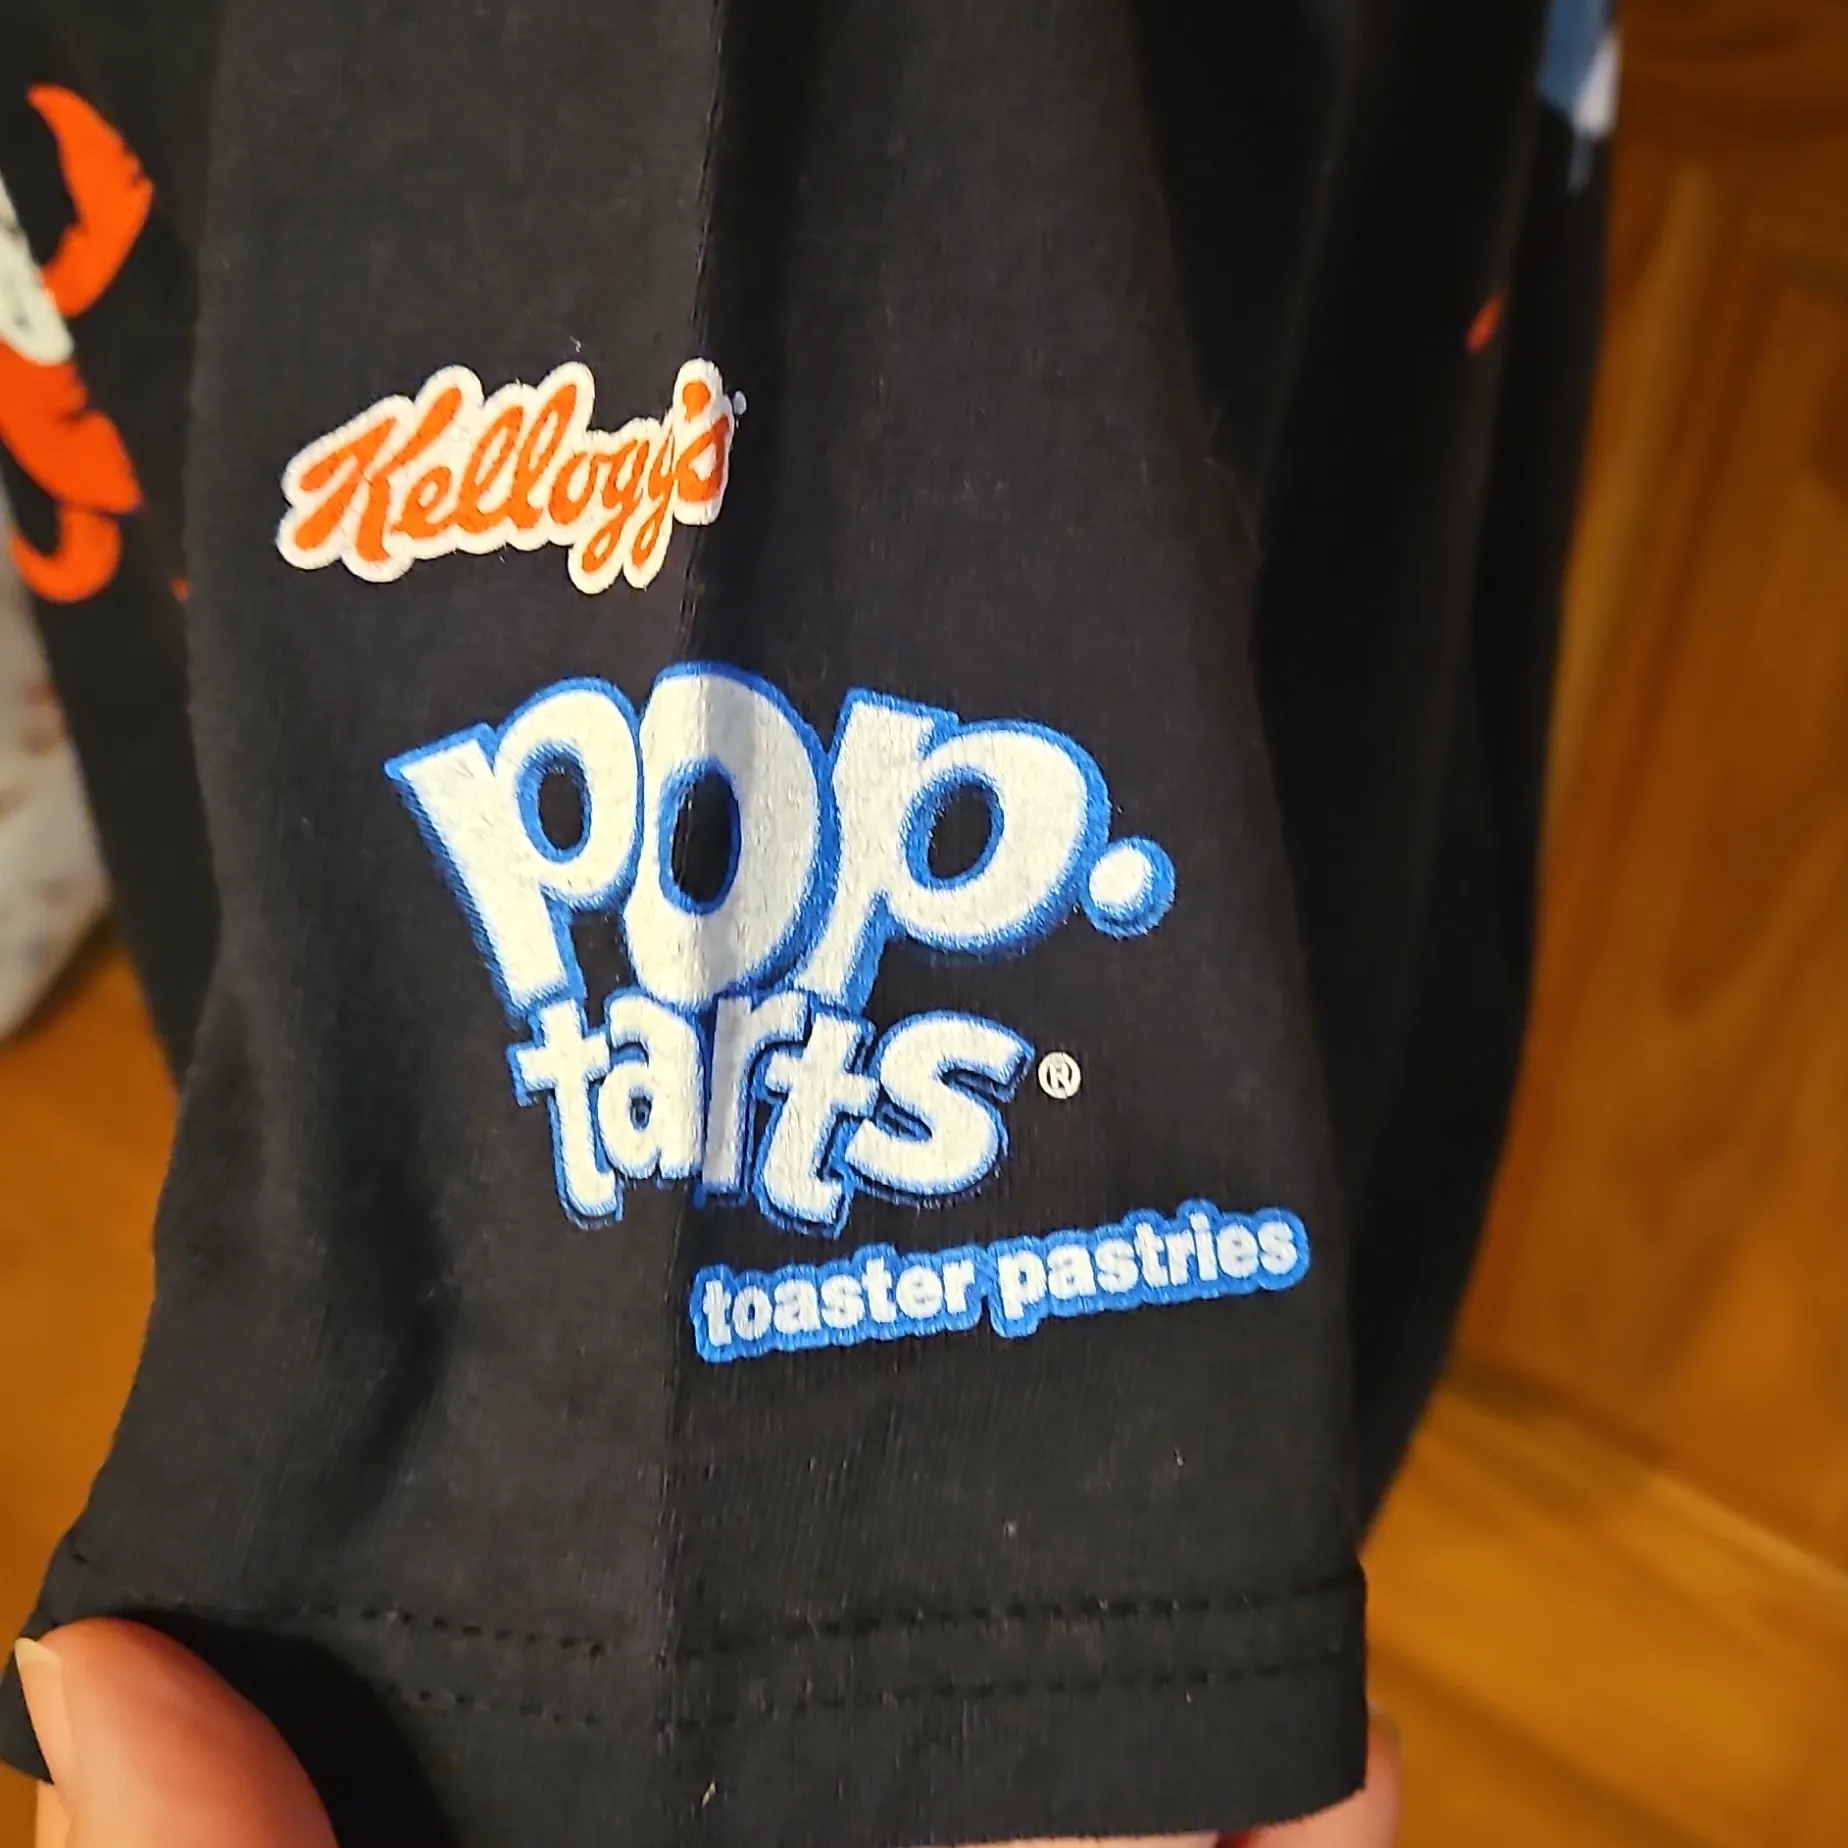 Kellogg's
pop.
tarts®
toaster pastries